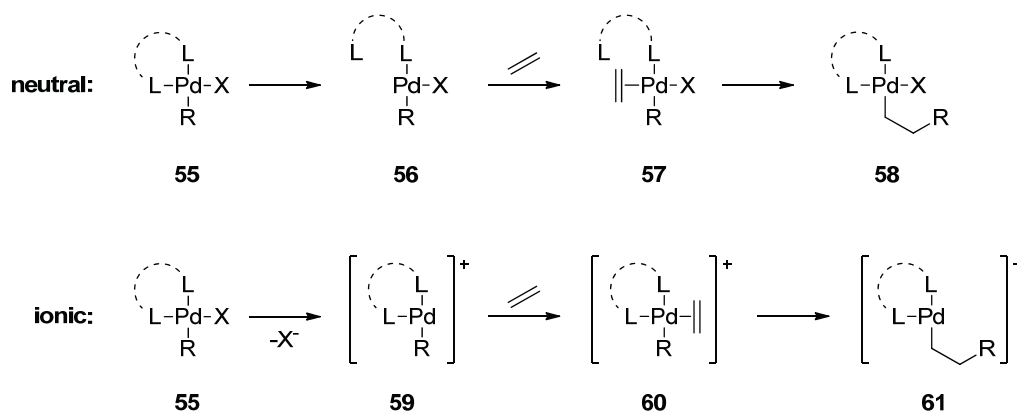 L L L L L L
neutral: L-Pd-X Pd-X Pd-X L-Pd-X
R R R R
55 56 57 58
+ + -
L L L L
ionic: L-Pd-X L-Pd L-Pd L-Pd
-X-
R R R R
55 59 60 61